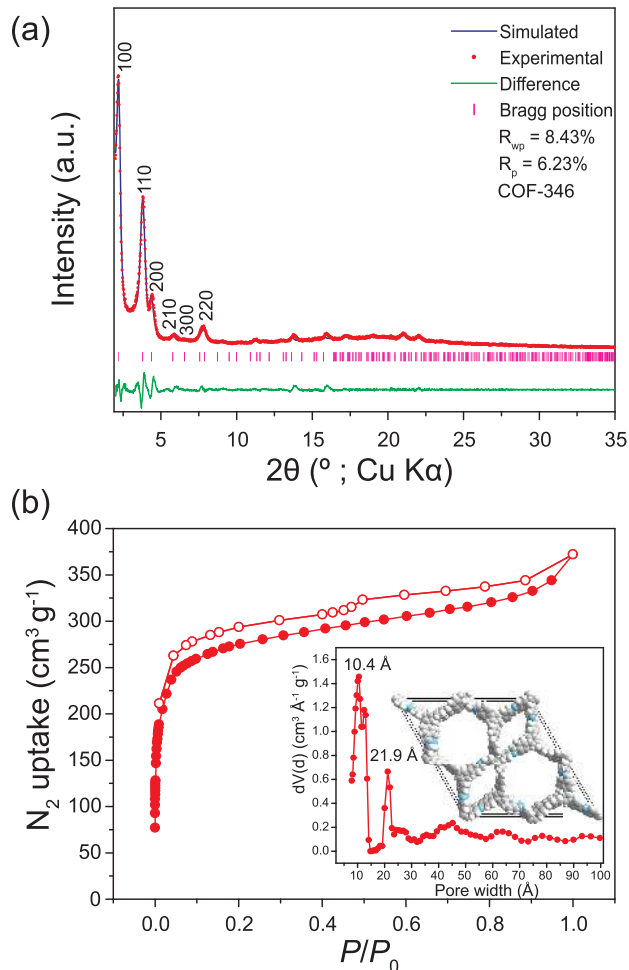 (a)
100
110
200
210
300
220
Simulated
Experimental
Difference
Bragg position
R_wp = 8.43%
R_p = 6.23%
COF-346
Intensity (a.u.)
5 10 15 20 25 30 35
2θ (º ; Cu Kα)
(b)
400
350
300
250
200
150
100
50
0
N₂ uptake (cm³ g⁻¹)
0.0 0.2 0.4 0.6 0.8 1.0
P/P₀
1.6
1.4
1.2
1.0
0.8
0.6
0.4
0.2
0.0
dV(d) (cm³ Å⁻¹ g⁻¹)
10.4 Å
21.9 Å
10 20 30 40 50 60 70 80 90 100
Pore width (Å)